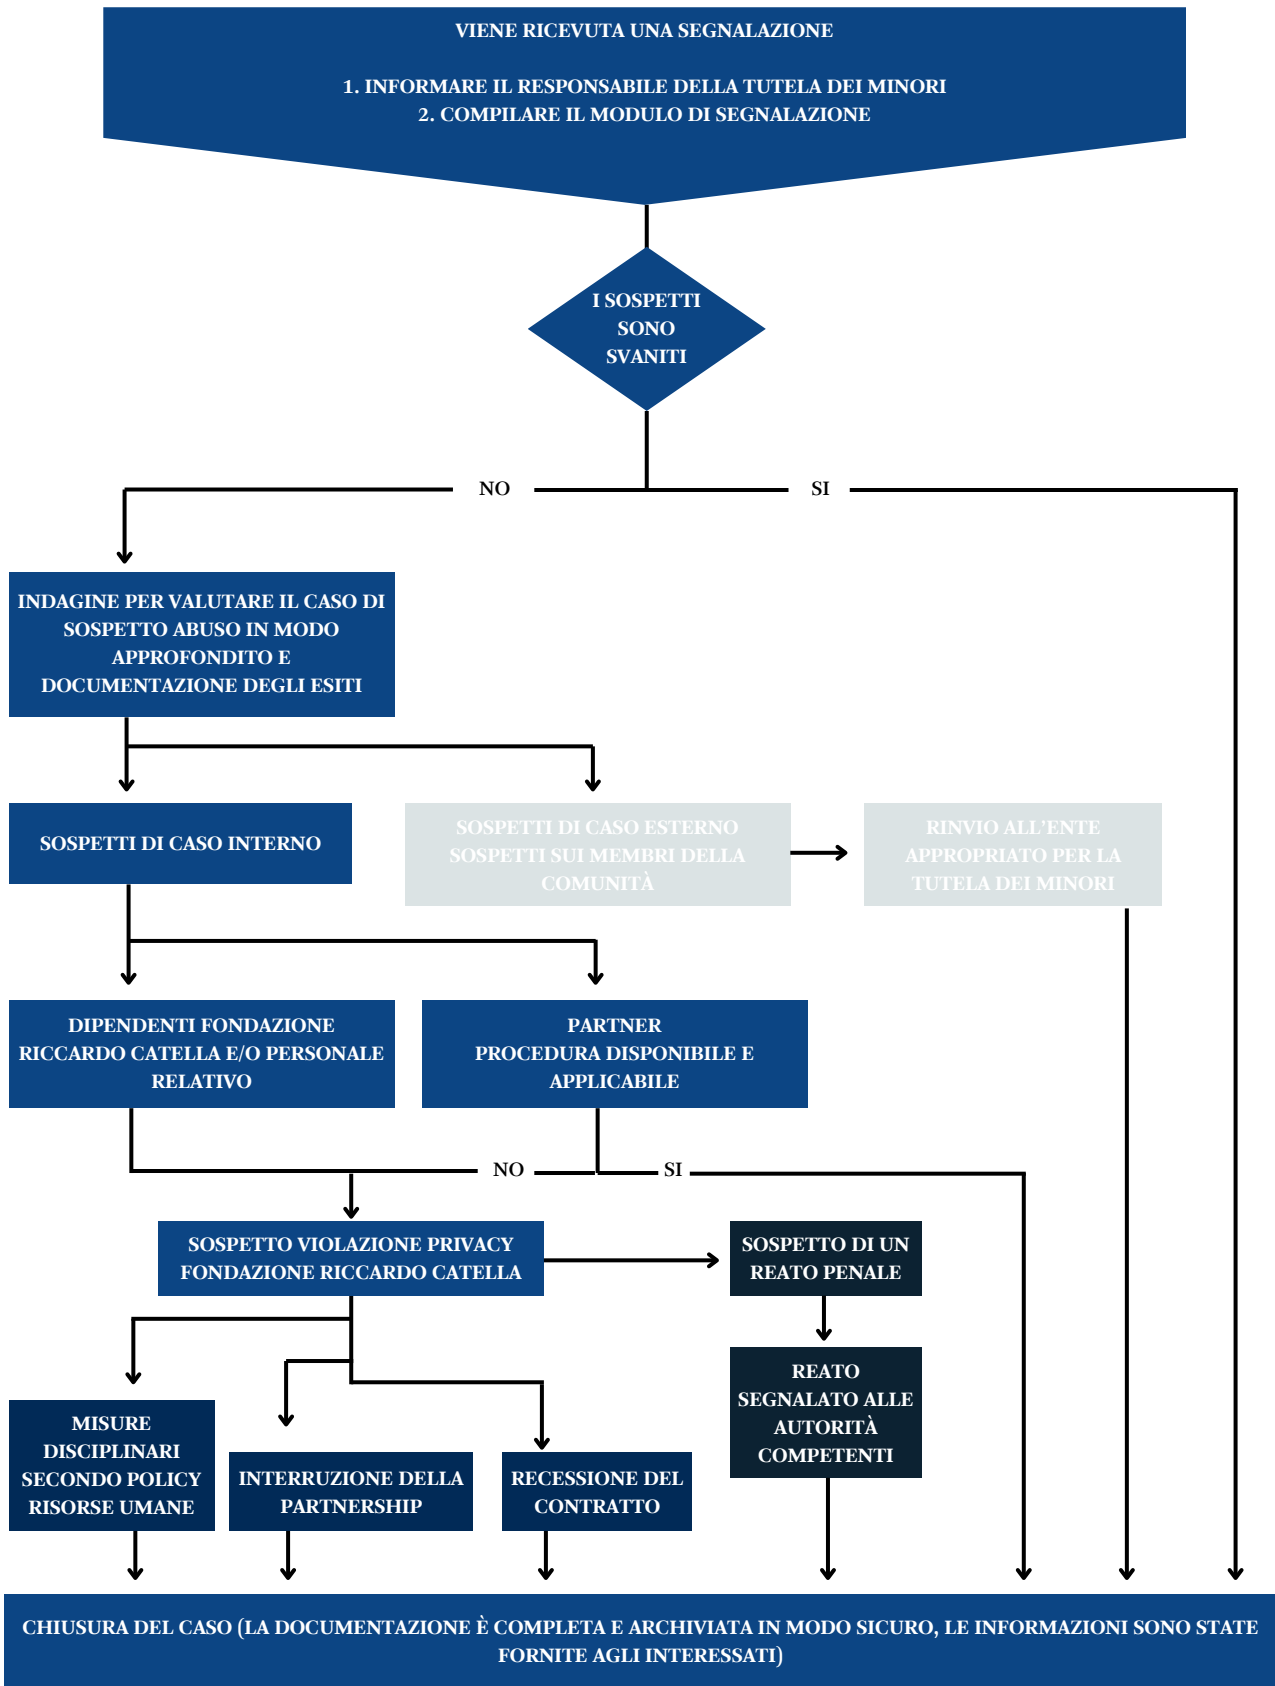 VIENE RICEVUTA UNA SEGNALAZIONE
1. INFORMARE IL RESPONSABILE DELLA TUTELA DEI MINORI
2. COMPILARE IL MODULO DI SEGNALAZIONE
I SOSPETTI
SONO
SVANITI
NO
SI
INDAGINE PER VALUTARE IL CASO DI
SOSPETTO ABUSO IN MODO
APPROFONDITO E
DOCUMENTAZIONE DEGLI ESITI
SOSPETTI DI CASO INTERNO
SOSPETTI DI CASO ESTERNO
SOSPETTI SUI MEMBRI DELLA
COMUNITÀ
RINVIO ALL'ENTE
APPROPRIATO PER LA
TUTELA DEI MINORI
DIPENDENTI FONDAZIONE
RICCARDO CATELLA E/O PERSONALE
RELATIVO
PARTNER
PROCEDURA DISPONIBILE E
APPLICABILE
NO
SI
SOSPETTO VIOLAZIONE PRIVACY
FONDAZIONE RICCARDO CATELLA
SOSPETTO DI UN
REATO PENALE
REATO
SEGNALATO ALLE
AUTORITÀ
COMPETENTI
MISURE
DISCIPLINARI
SECONDO POLICY
RISORSE UMANE
INTERRUZIONE DELLA
PARTNERSHIP
RECESSIONE DEL
CONTRATTO
CHIUSURA DEL CASO (LA DOCUMENTAZIONE È COMPLETA E ARCHIVIATA IN MODO SICURO, LE INFORMAZIONI SONO STATE
FORNITE AGLI INTERESSATI)